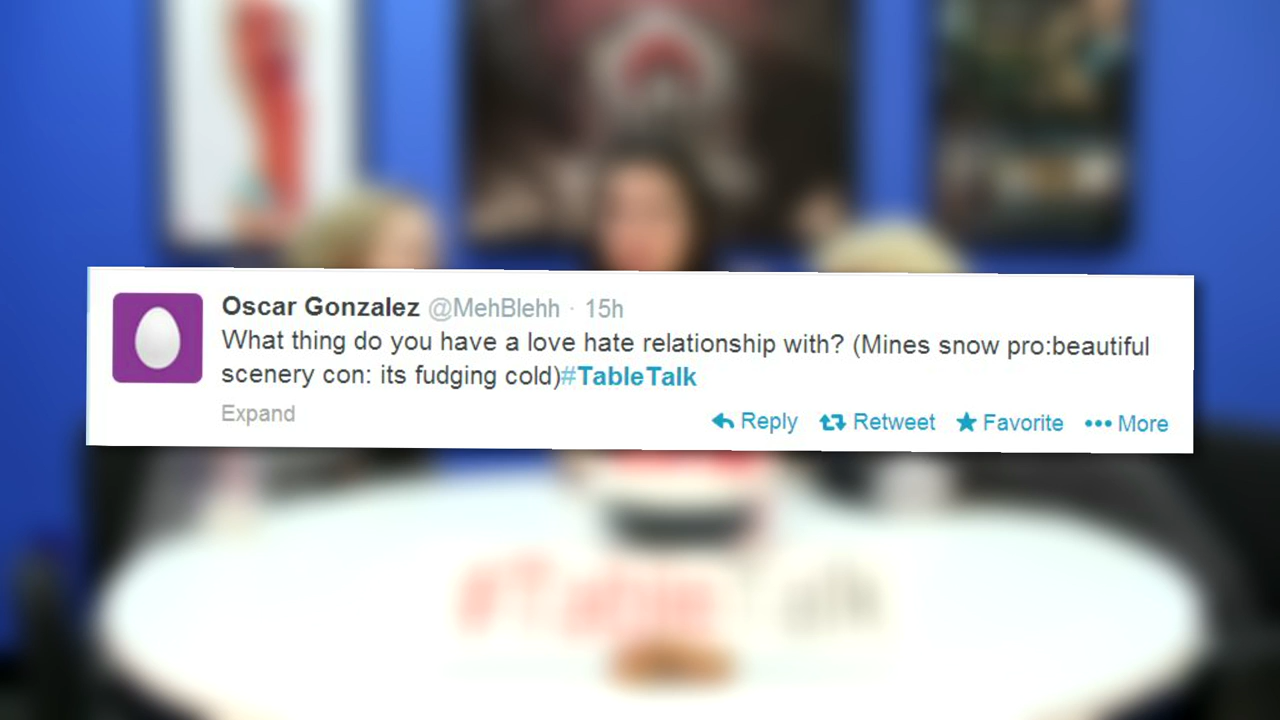 Oscar Gonzalez @MehBlehh · 15h
What thing do you have a love hate relationship with? (Mines snow pro:beautiful
scenery con: its fudging cold)#TableTalk
Expand
Reply Retweet Favorite More
#TableTalk